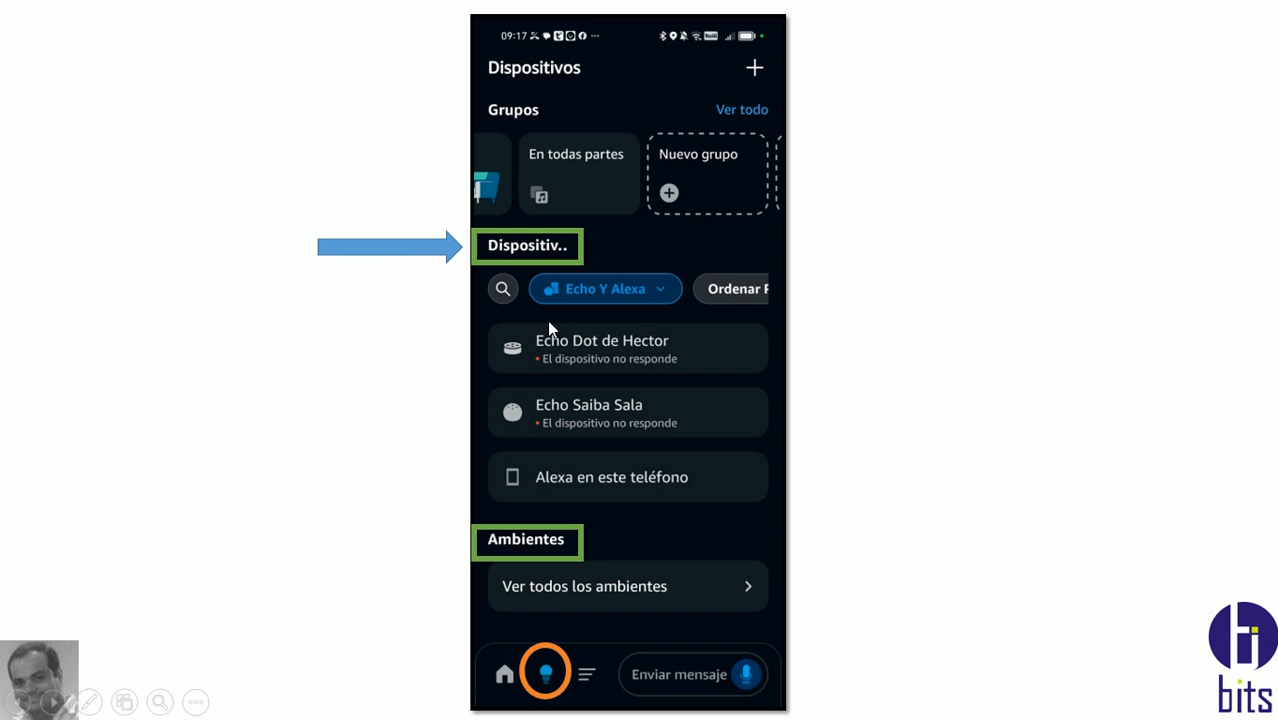 09:17
Dispositivos
Grupos
Ver todo
En todas partes
Nuevo grupo
Dispositiv..
Echo Y Alexa
Ordenar
Echo Dot de Hector
El dispositivo no responde
Echo Saiba Sala
El dispositivo no responde
Alexa en este teléfono
Ambientes
Ver todos los ambientes
Enviar mensaje
hi
bits